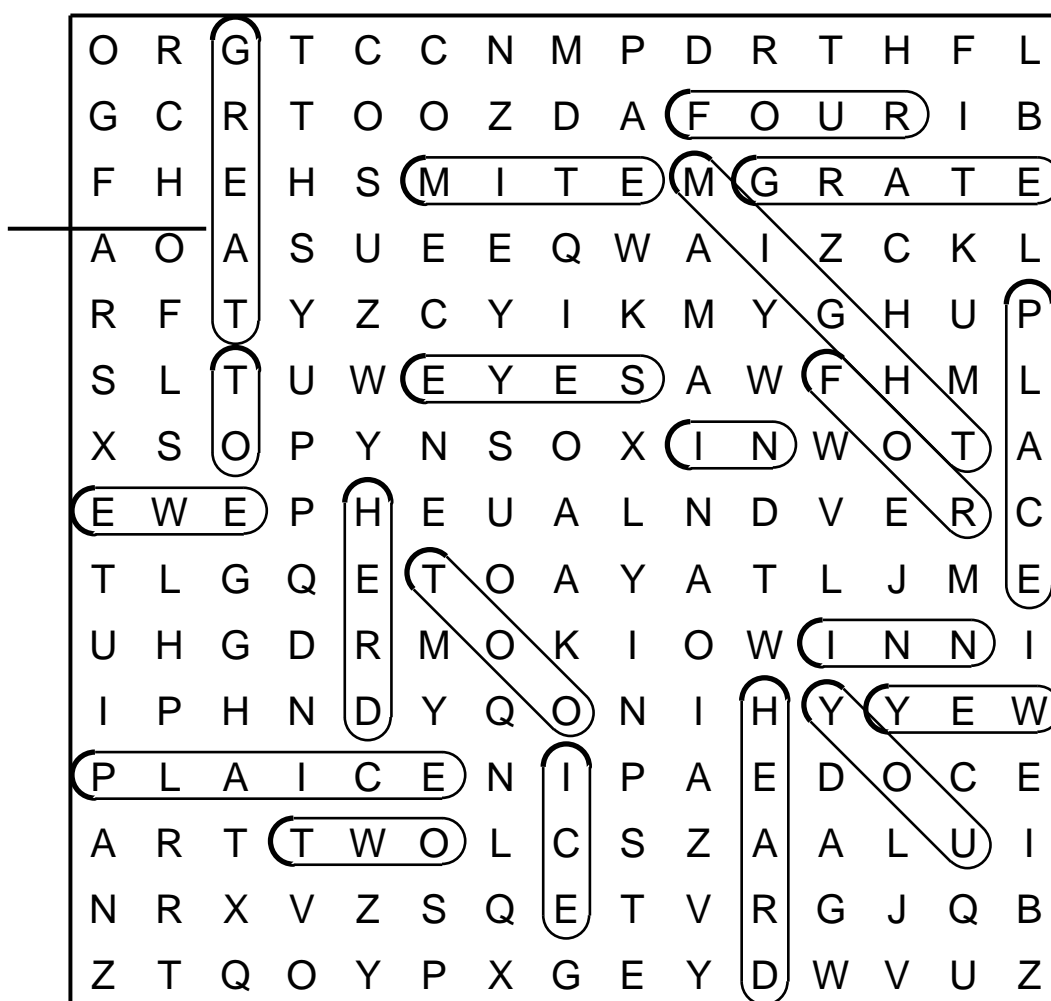 O R G T C C N M P D R T H F L
G C R T O O Z D A F O U R I B
F H E H S M I T E M G R A T E
A O A S U E E Q W A I Z C K L
R F T Y Z C Y I K M Y G H U P
S L T U W E Y E S A W F H M L
X S O P Y N S O X I N W O T A
E W E P H E U A L N D V E R C
T L G Q E T O A Y A T L J M E
U H G D R M O K I O W I N N I
I P H N D Y Q O N I H Y Y E W
P L A I C E N I P A E D O C E
A R T T W O L C S Z A A L U I
N R X V Z S Q E T V R G J Q B
Z T Q O Y P X G E Y D W V U Z